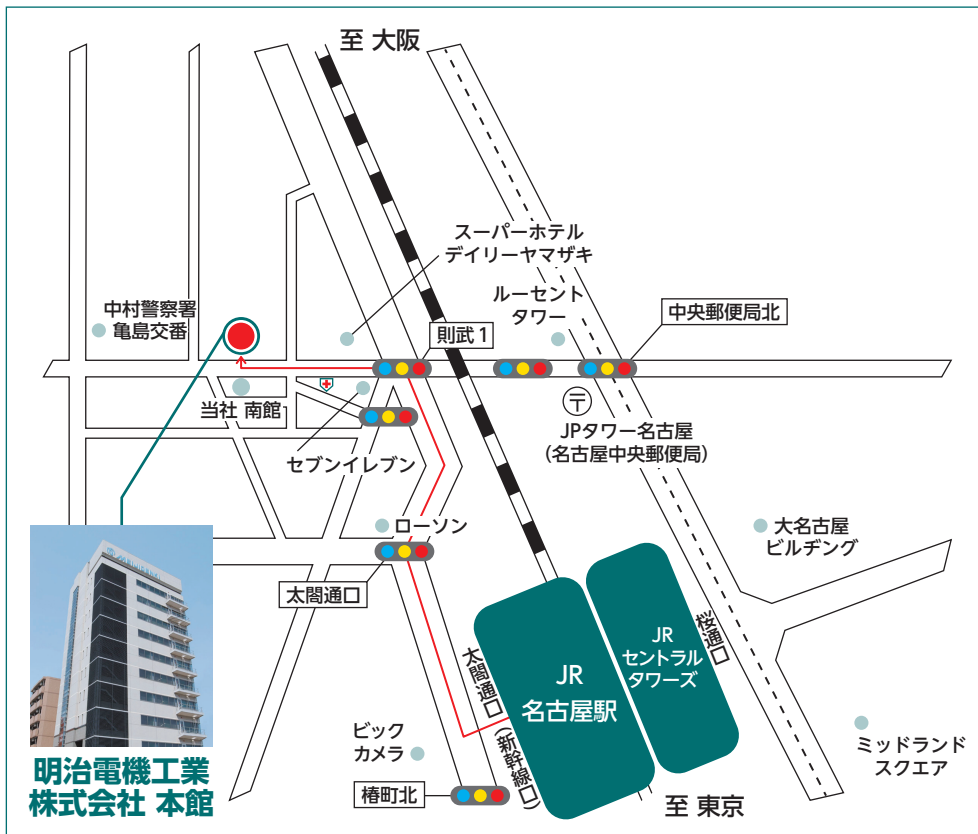 至 大阪
スーパーホテル
デイリーヤマザキ
ルーセント
タワー
中村警察署
亀島交番
則武1
中央郵便局北
当社 南館
〒
JPタワー名古屋
(名古屋中央郵便局)
セブンイレブン
ローソン
大名古屋
ビルヂング
太閤通口
JR
セントラル
タワーズ
桜通口
JR
名古屋駅
太閤通口
(新幹線口)
ビック
カメラ
ミッドランド
スクエア
椿町北
至 東京
明治電機工業
株式会社 本館